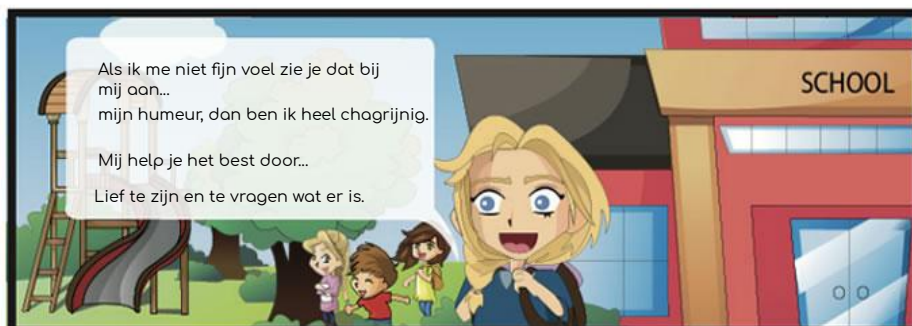 Als ik me niet fijn voel zie je dat bij
mij aan...
mijn humeur, dan ben ik heel chagrijnig.
Mij help je het best door...
Lief te zijn en te vragen wat er is.
SCHOOL